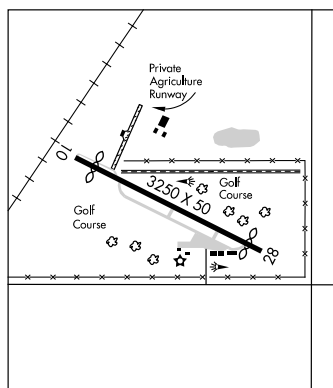 Private
Agriculture
Runway
10
3250 X 50
Golf
Course
Golf
Course
28